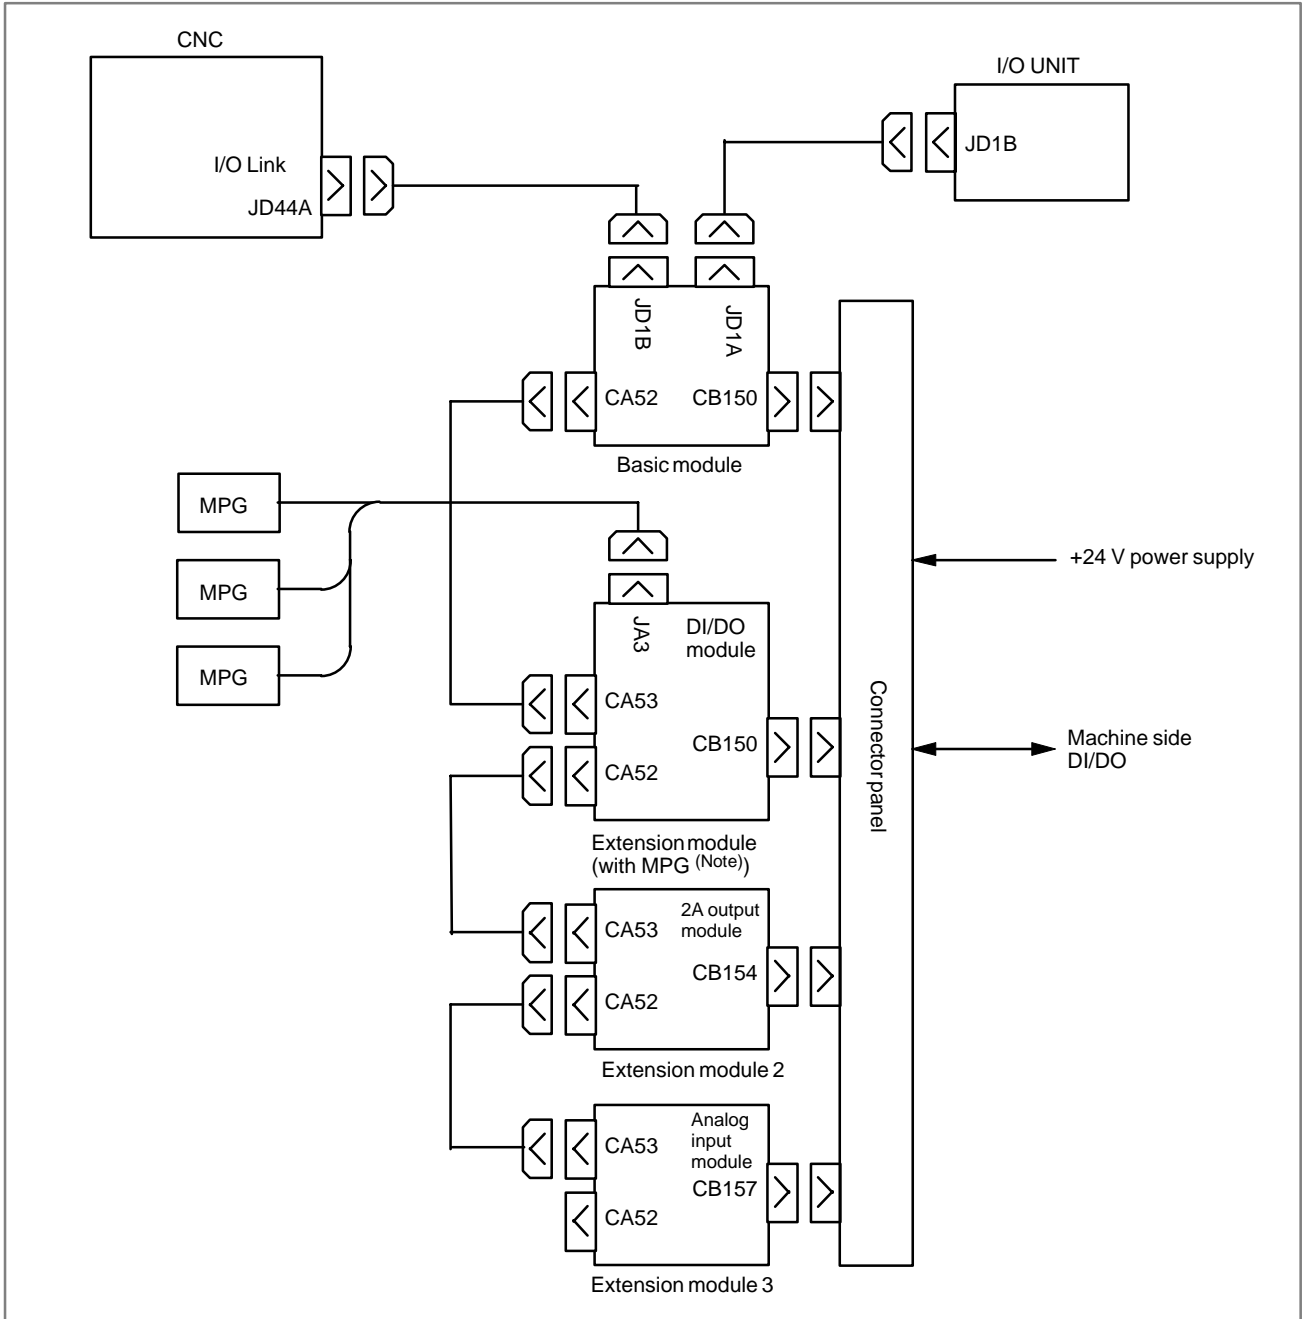 CNC
I/O Link
JD44A
I/O UNIT
JD1B
JD1B
JD1A
CA52
CB150
Basic module
MPG
MPG
MPG
JA3
DI/DO
module
CA53
CB150
CA52
Extension module
(with MPG (Note))
Connector panel
+24 V power supply
Machine side
DI/DO
2A output
module
CA53
CB154
CA52
Extension module 2
Analog
input
module
CA53
CB157
CA52
Extension module 3